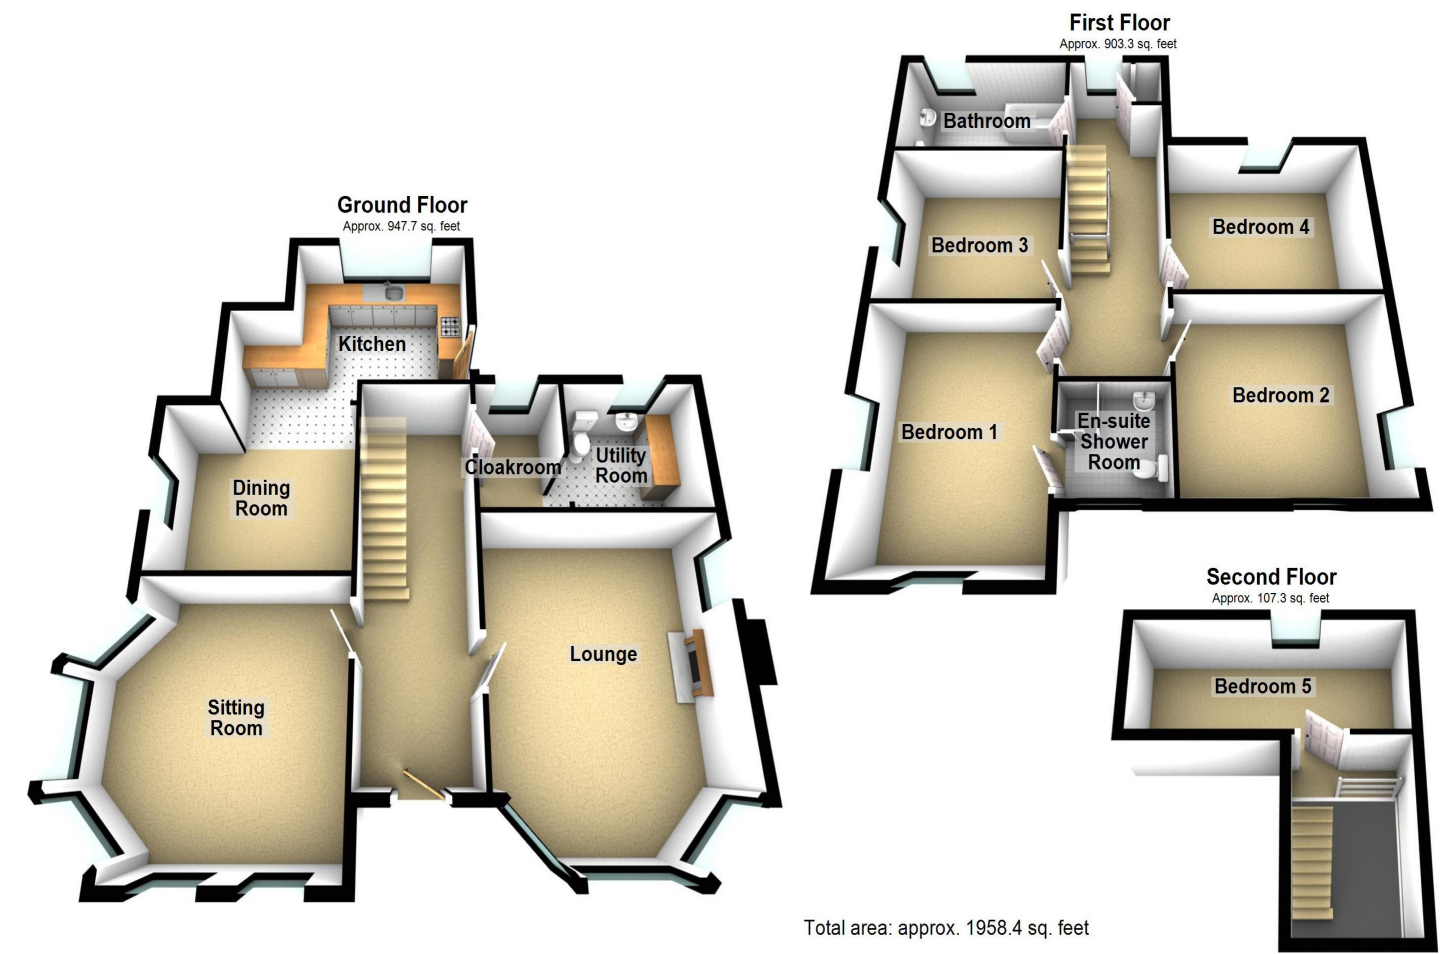 Ground Floor
Approx. 947.7 sq. feet
Kitchen
Cloakroom
Utility
Room
Dining
Room
Lounge
Sitting
Room
First Floor
Approx. 903.3 sq. feet
Bathroom
Bedroom 3
Bedroom 4
Bedroom 1
Bedroom 2
En-suite
Shower
Room
Second Floor
Approx. 107.3 sq. feet
Bedroom 5
Total area: approx. 1958.4 sq. feet